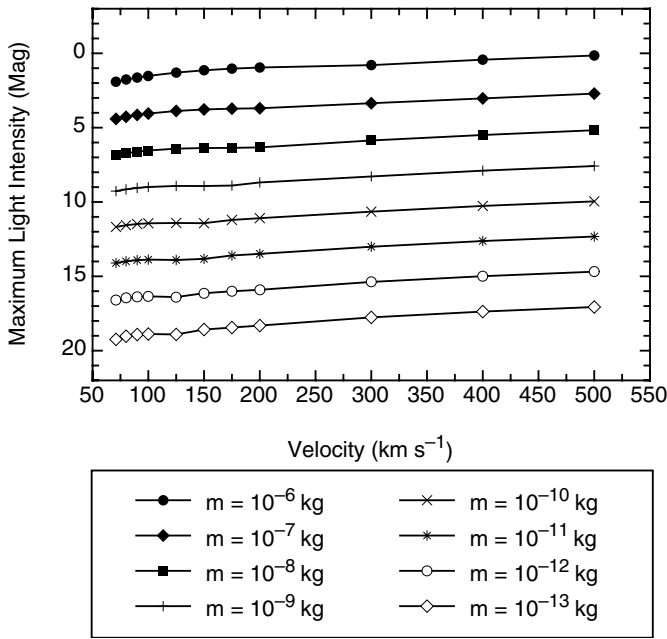 Maximum Light Intensity (Mag)
0
5
10
15
20
50 100 150 200 250 300 350 400 450 500 550
Velocity (km s⁻¹)
m = 10⁻⁶ kg
m = 10⁻⁷ kg
m = 10⁻⁸ kg
m = 10⁻⁹ kg
m = 10⁻¹⁰ kg
m = 10⁻¹¹ kg
m = 10⁻¹² kg
m = 10⁻¹³ kg